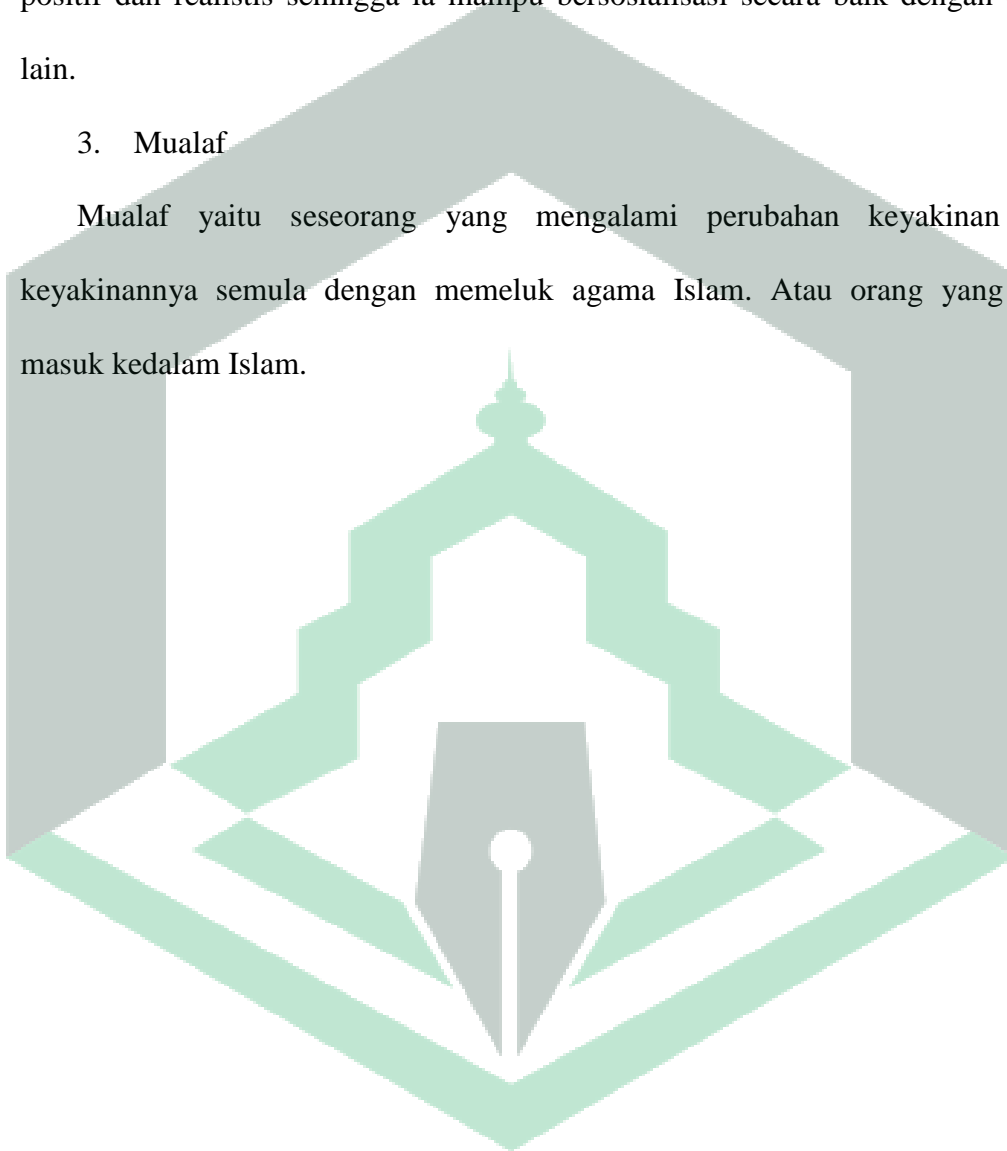 positif dan realistis sehingga ia mampu bersosialisasi secara baik dengan
lain.
3. Mualaf
Mualaf yaitu seseorang yang mengalami perubahan keyakinan
keyakinannya semula dengan memeluk agama Islam. Atau orang yang
masuk kedalam Islam.